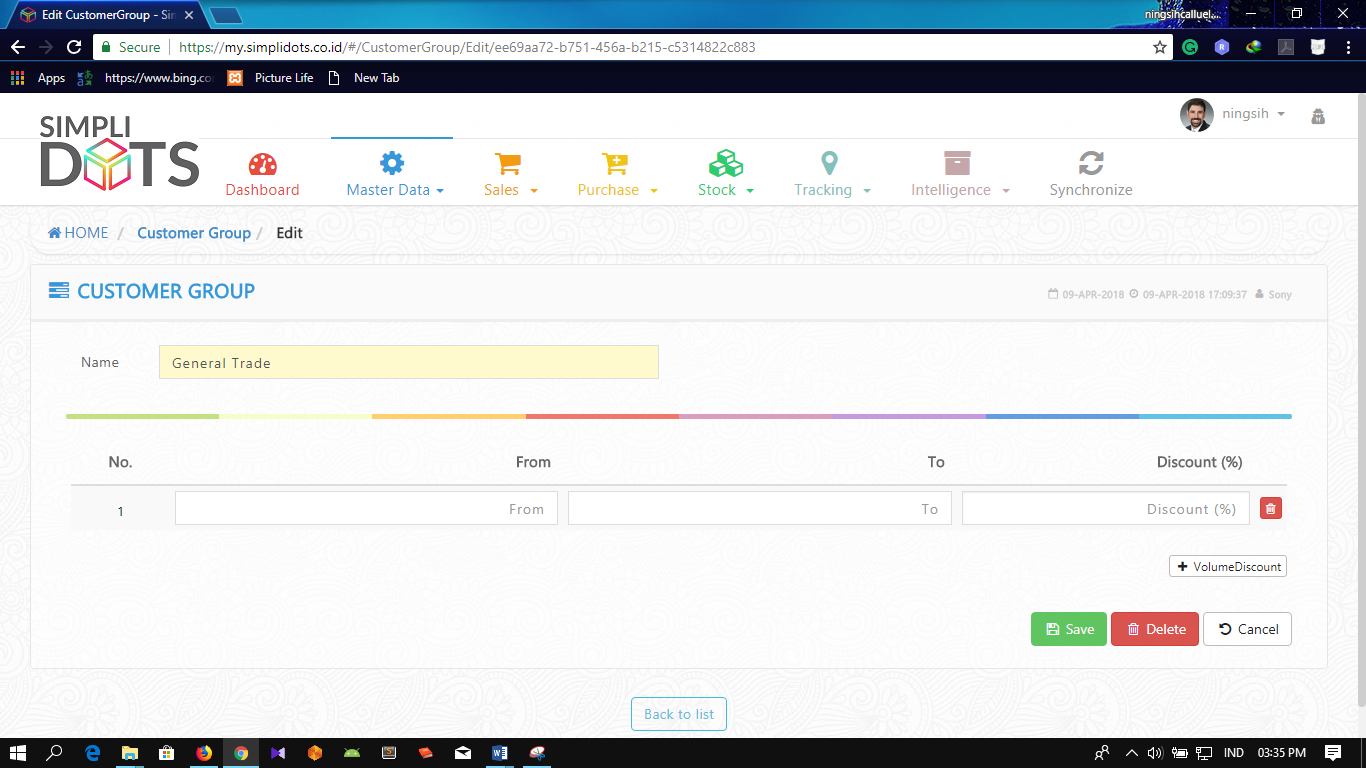 Edit CustomerGroup - Sin
ningsihcalluel...
Secure
https://my.simplidots.co.id/#/CustomerGroup/Edit/ee69aa72-b751-456a-b215-c5314822c883
Apps
https://www.bing.co
Picture Life
New Tab
SIMPLI
DOTS
ningsih
Dashboard
Master Data
Sales
Purchase
Stock
Tracking
Intelligence
Synchronize
HOME / Customer Group / Edit
CUSTOMER GROUP
09-APR-2018 09-APR-2018 17:09:37 Sony
Name
General Trade
No. From To Discount (%)
1 From To Discount (%)
+ VolumeDiscount
Save
Delete
Cancel
Back to list
IND
03:35 PM